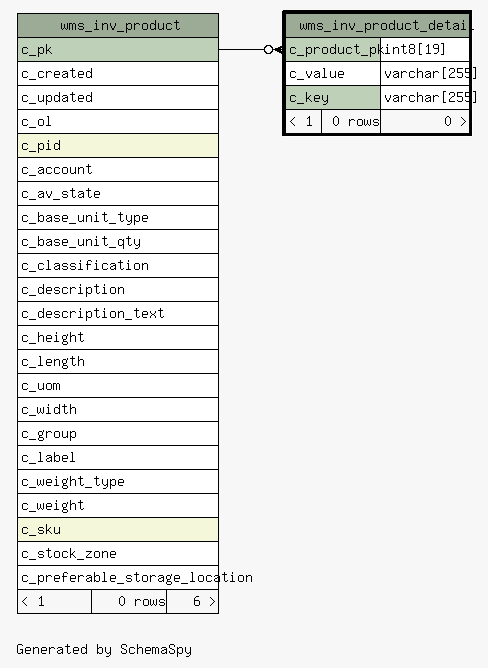 wms_inv_product
c_pk
c_created
c_updated
c_ol
c_pid
c_account
c_av_state
c_base_unit_type
c_base_unit_qty
c_classification
c_description
c_description_text
c_height
c_length
c_uom
c_width
c_group
c_label
c_weight_type
c_weight
c_sku
c_stock_zone
c_preferable_storage_location
< 1 0 rows 6 >
wms_inv_product_detail
c_product_pk int8[19]
c_value varchar[255]
c_key varchar[255]
< 1 0 rows 0 >
Generated by SchemaSpy